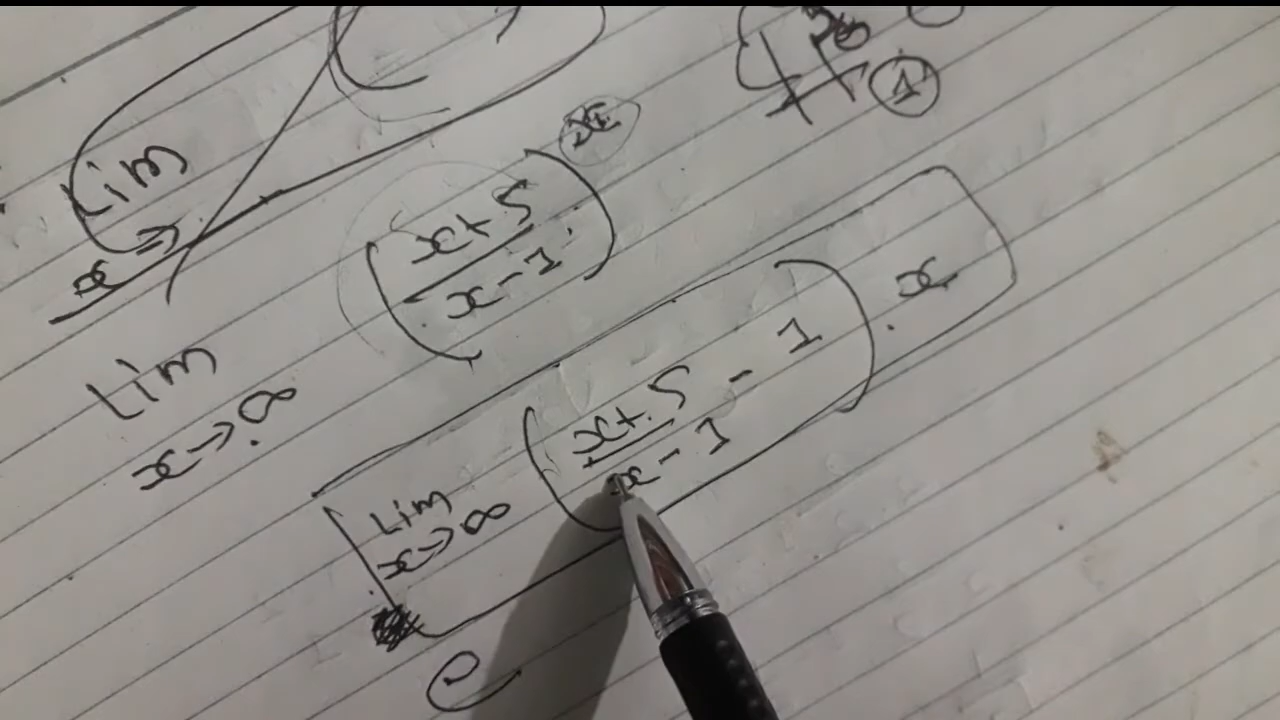 Lim
x→
(x+5/x-1)^x
1
Lim x→∞
Lim x→∞ (x+5/x-1 - 1).x
e